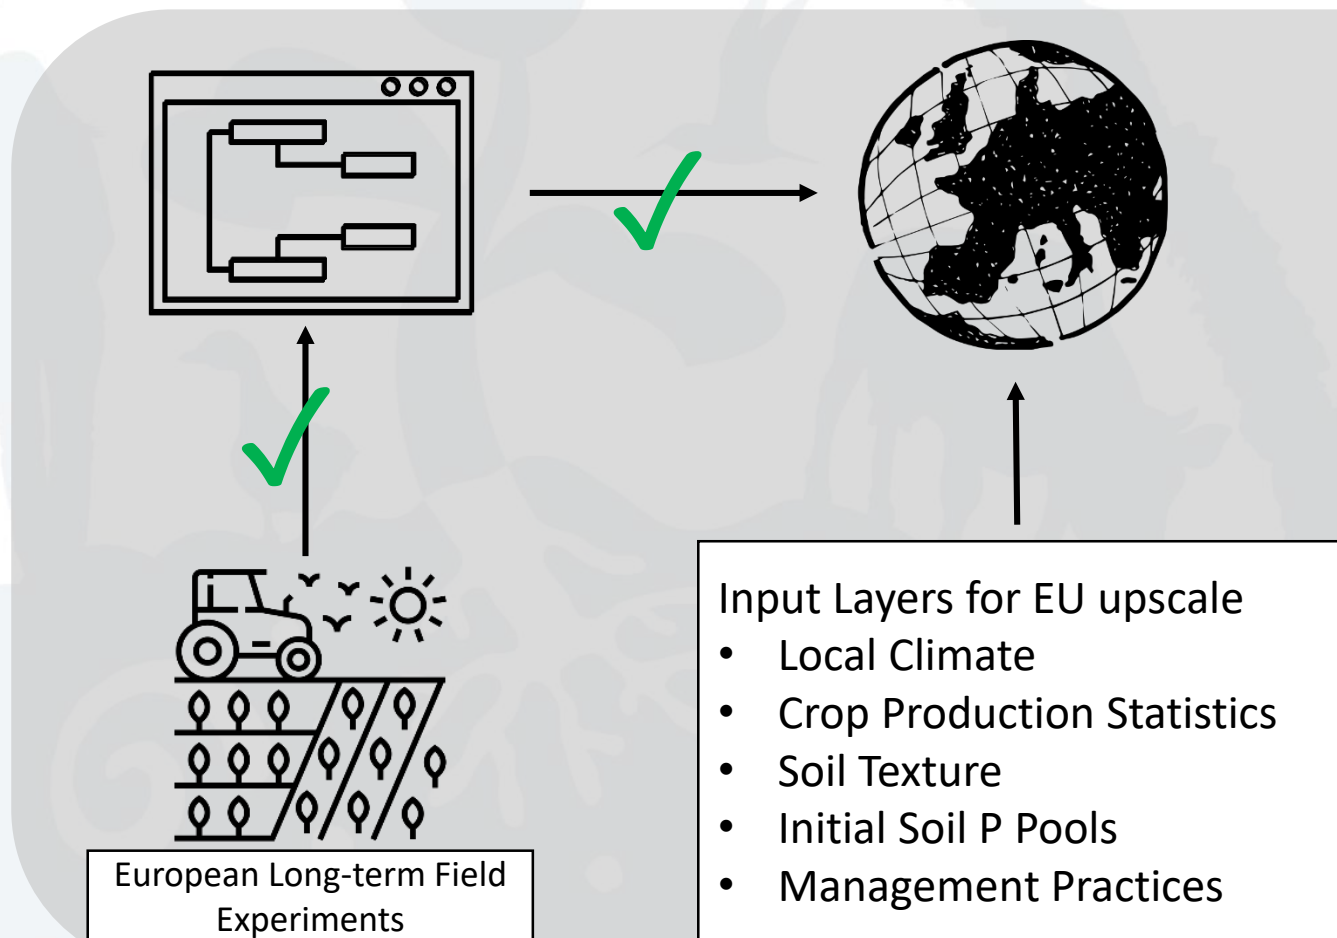 European Long-term Field
Experiments
Input Layers for EU upscale
• Local Climate
• Crop Production Statistics
• Soil Texture
• Initial Soil P Pools
• Management Practices